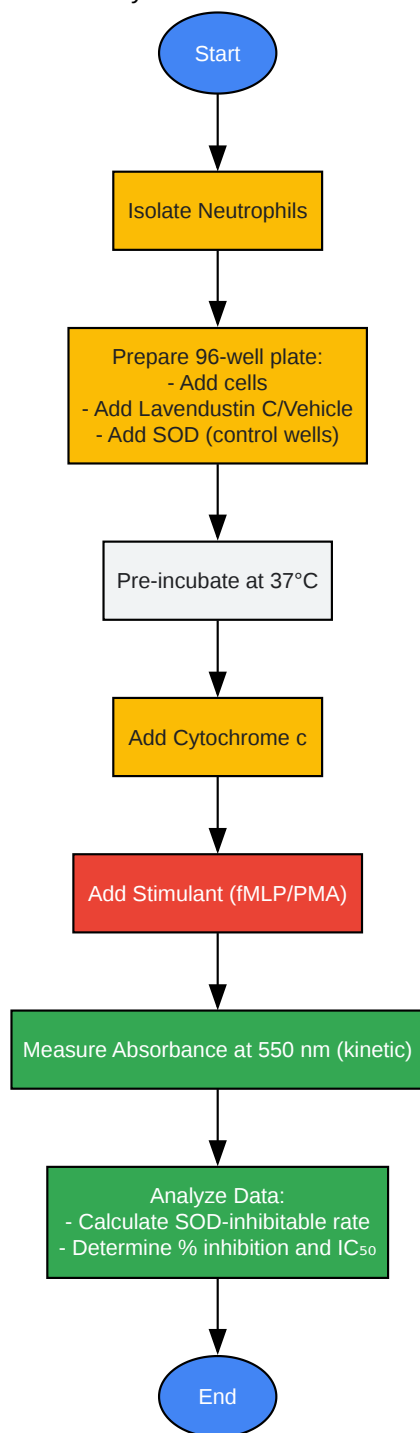 Start
Isolate Neutrophils
Prepare 96-well plate:
- Add cells
- Add Lavendustin C/Vehicle
- Add SOD (control wells)
Pre-incubate at 37°C
Add Cytochrome c
Add Stimulant (fMLP/PMA)
Measure Absorbance at 550 nm (kinetic)
Analyze Data:
- Calculate SOD-inhibitable rate
- Determine % inhibition and IC₅₀
End